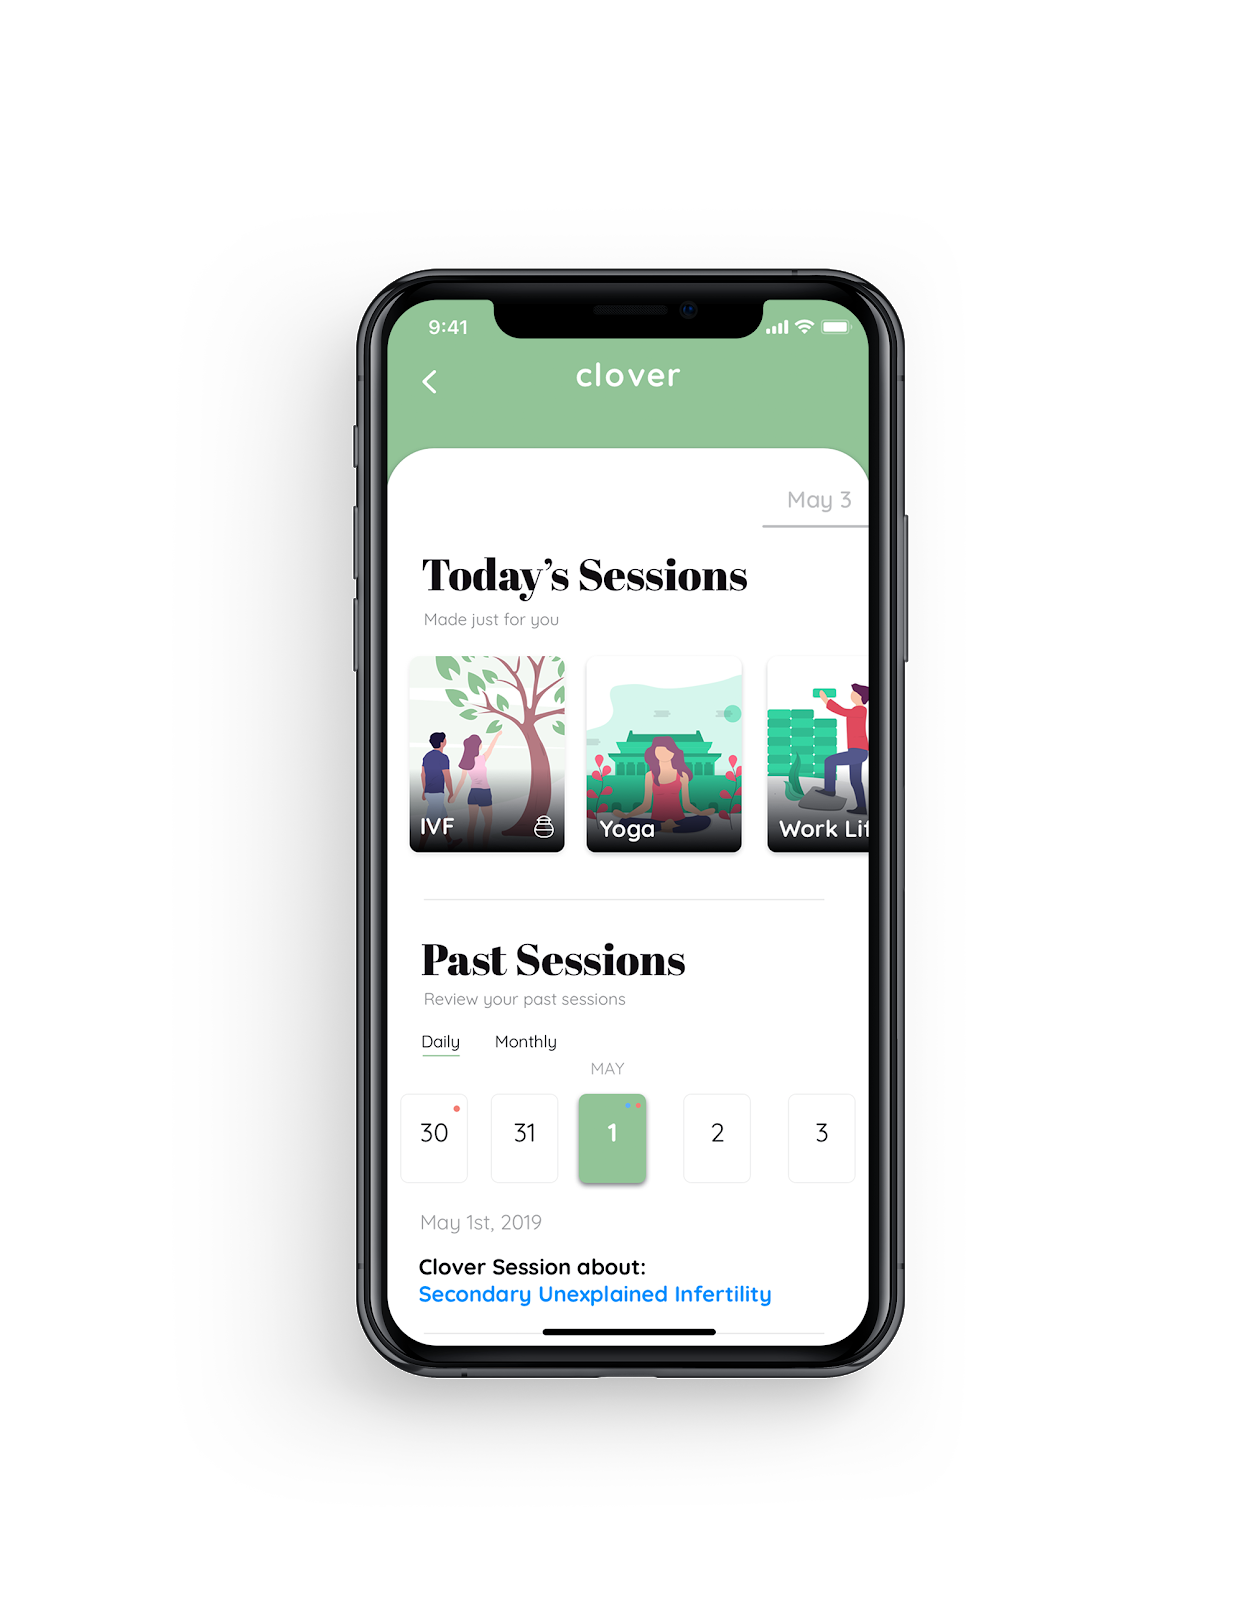 9:41
clover
May 3
Today's Sessions
Made just for you
IVF
Yoga
Work Lif
Past Sessions
Review your past sessions
Daily Monthly
MAY
30 31 1 2 3
May 1st, 2019
Clover Session about:
Secondary Unexplained Infertility